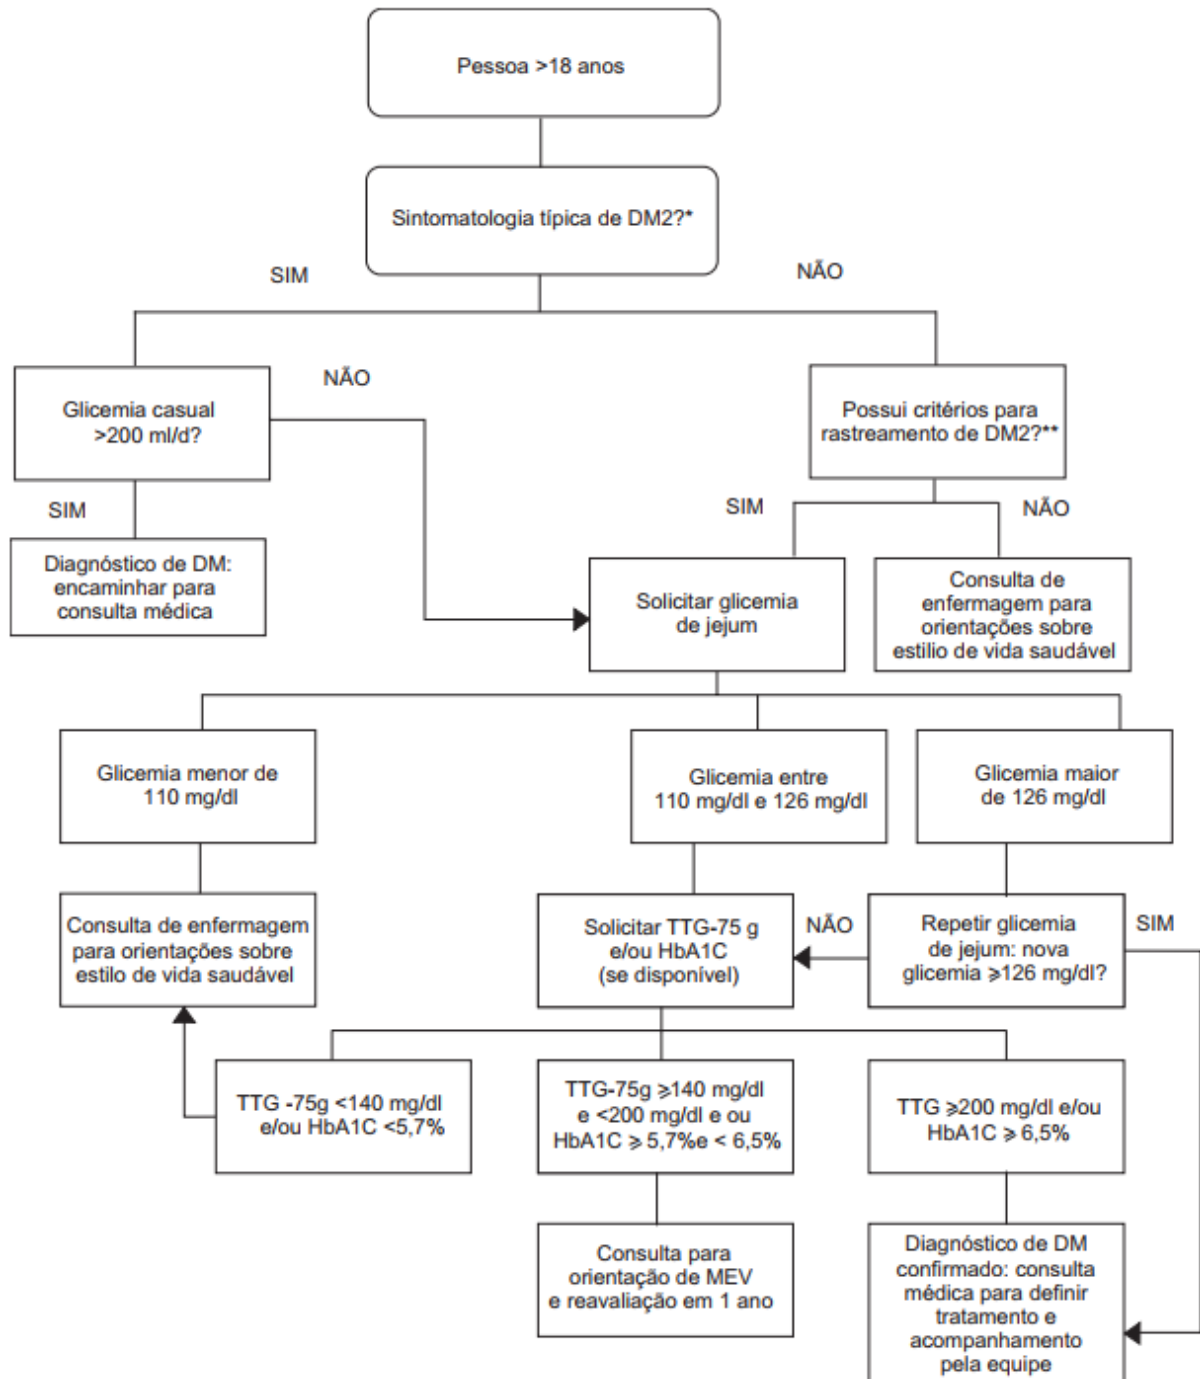 Pessoa >18 anos
Sintomatologia típica de DM2?*
SIM
NÃO
Glicemia casual
>200 ml/d?
NÃO
Possui critérios para
rastreamento de DM2?**
SIM
Diagnóstico de DM:
encaminhar para
consulta médica
SIM
NÃO
Solicitar glicemia
de jejum
Consulta de
enfermagem para
orientações sobre
estilio de vida saudável
Glicemia menor de
110 mg/dl
Glicemia entre
110 mg/dl e 126 mg/dl
Glicemia maior
de 126 mg/dl
Consulta de enfermagem
para orientações sobre
estilo de vida saudável
Solicitar TTG-75 g
e/ou HbA1C
(se disponível)
NÃO
Repetir glicemia
de jejum: nova
glicemia ⩾126 mg/dl?
SIM
TTG -75g <140 mg/dl
e/ou HbA1C <5,7%
TTG-75g ⩾140 mg/dl
e <200 mg/dl e ou
HbA1C ⩾ 5,7%e < 6,5%
TTG ⩾200 mg/dl e/ou
HbA1C ⩾ 6,5%
Consulta para
orientação de MEV
e reavaliação em 1 ano
Diagnóstico de DM
confirmado: consulta
médica para definir
tratamento e
acompanhamento
pela equipe